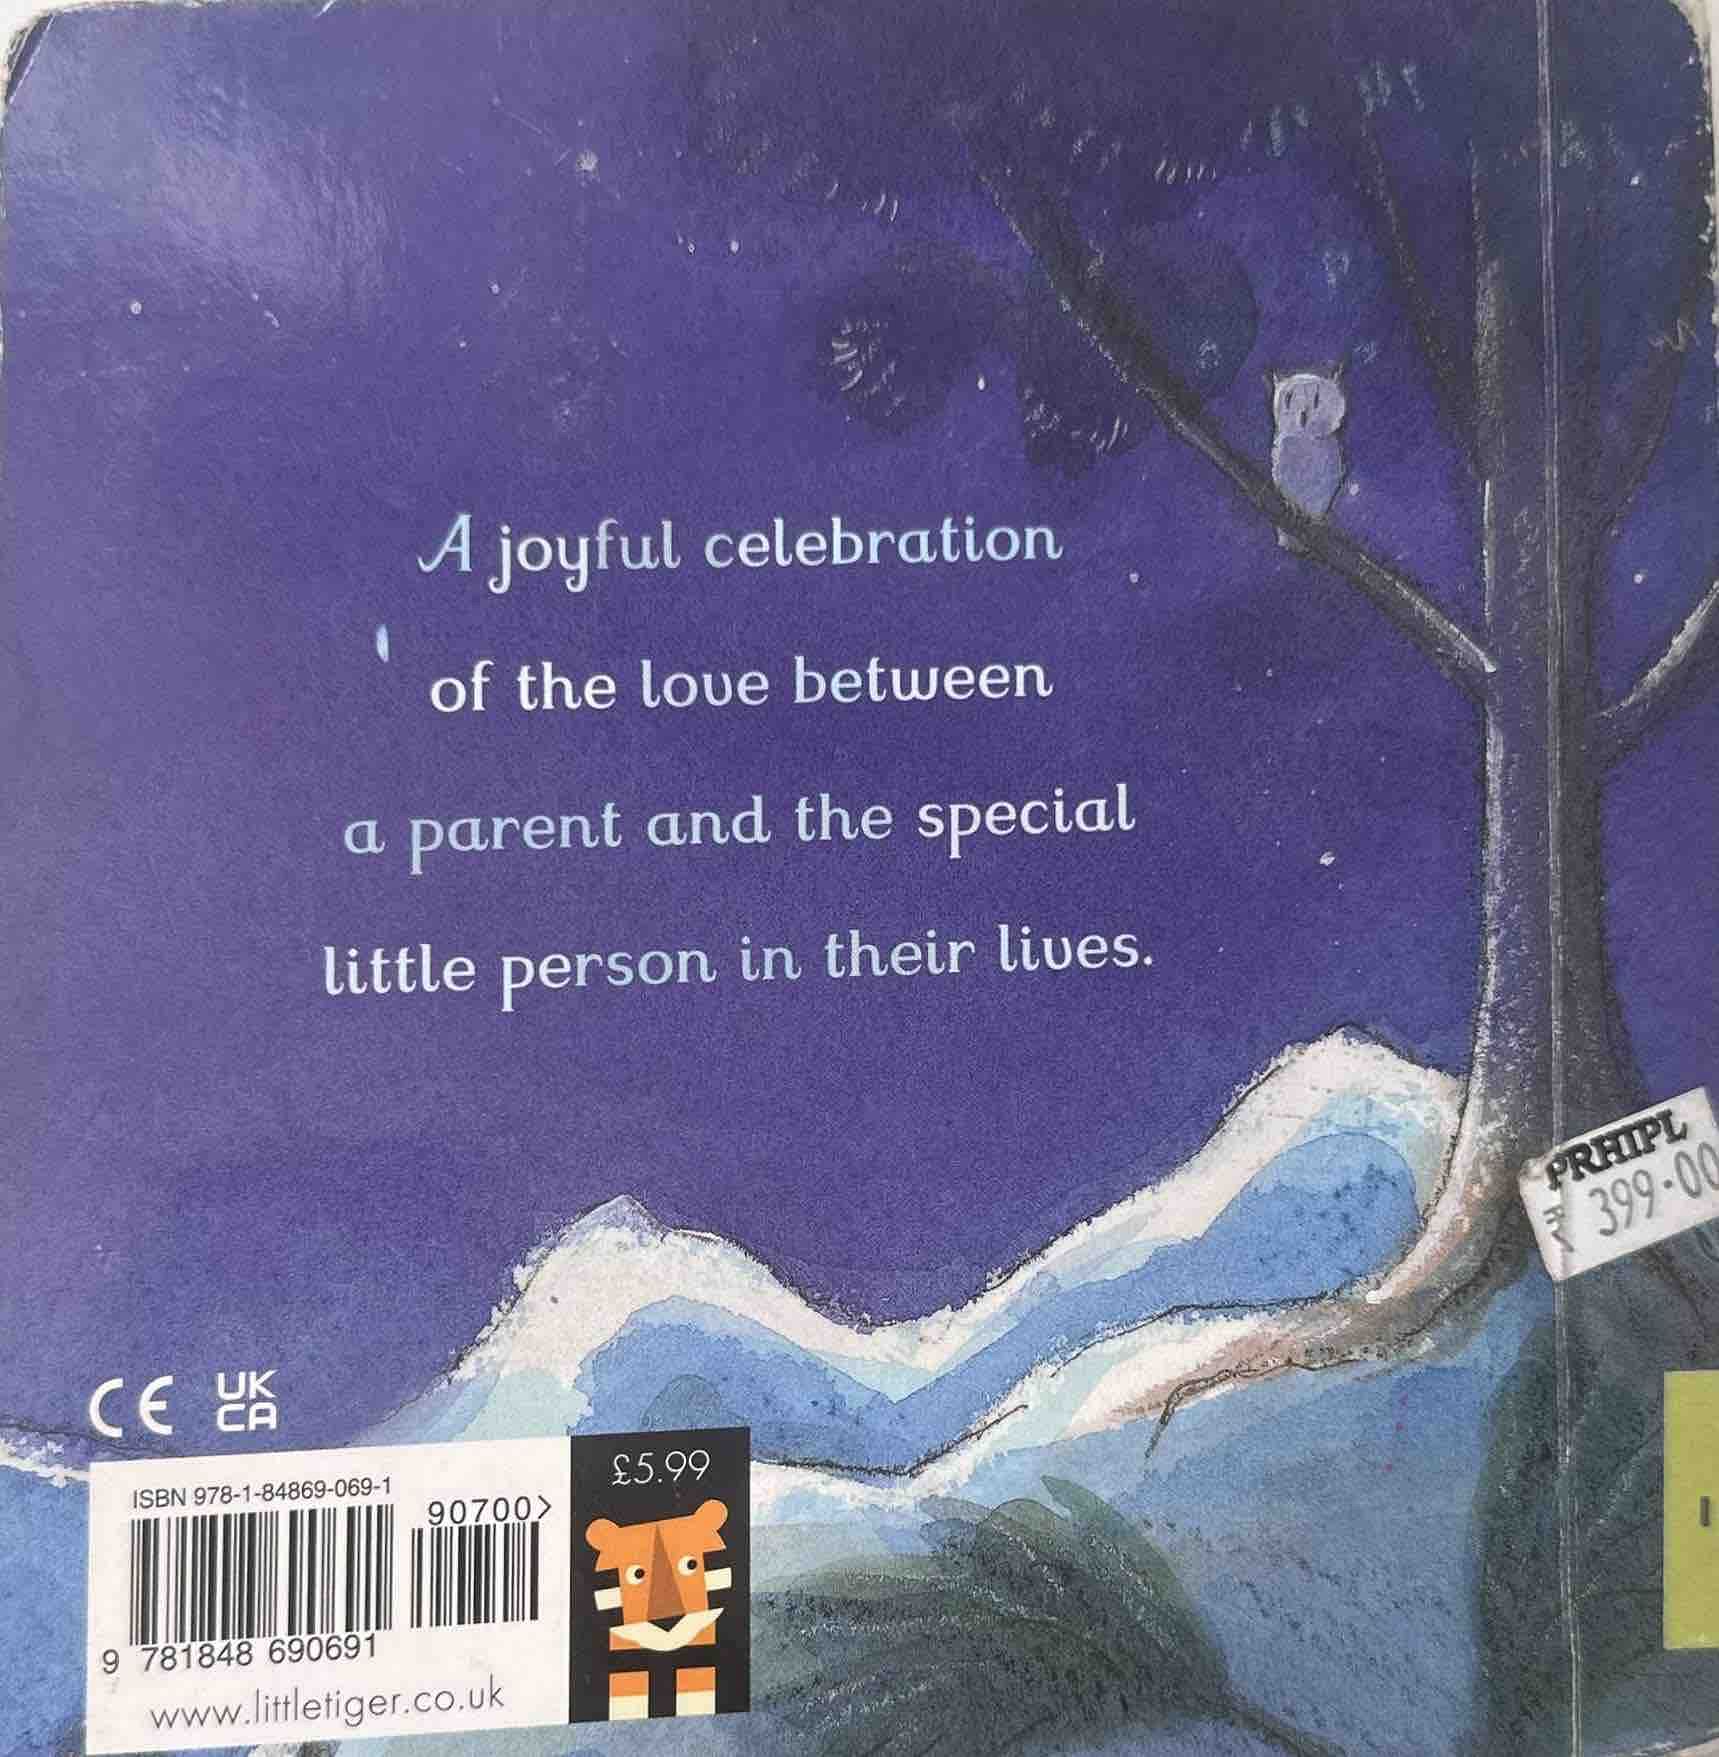 A joyful celebration
of the love between
a parent and the special
little person in their lives.
PRHIPL
399.00
CE UK
CA
ISBN 978-1-84869-069-1
90700>
£5.99
9 781848 690691
www.littletiger.co.uk